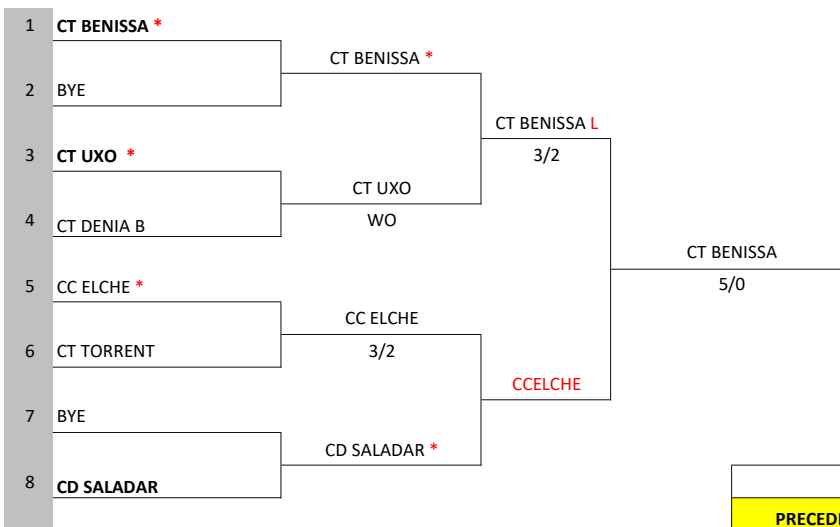 1 CT BENISSA *
CT BENISSA *
2 BYE
CT BENISSA L
3 CT UXO *
3/2
CT UXO
4 CT DENIA B
WO
CT BENISSA
5 CC ELCHE *
5/0
CC ELCHE
6 CT TORRENT
3/2
CCELCHE
7 BYE
CD SALADAR *
8 CD SALADAR